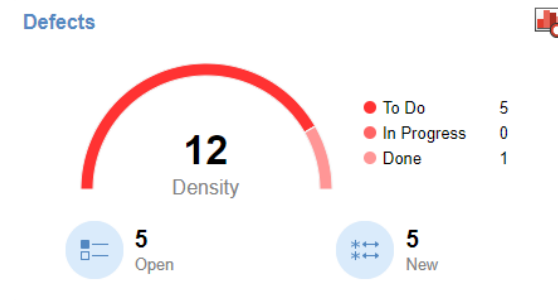 Defects
To Do 5
In Progress 0
Done 1
12
Density
5
Open
5
New